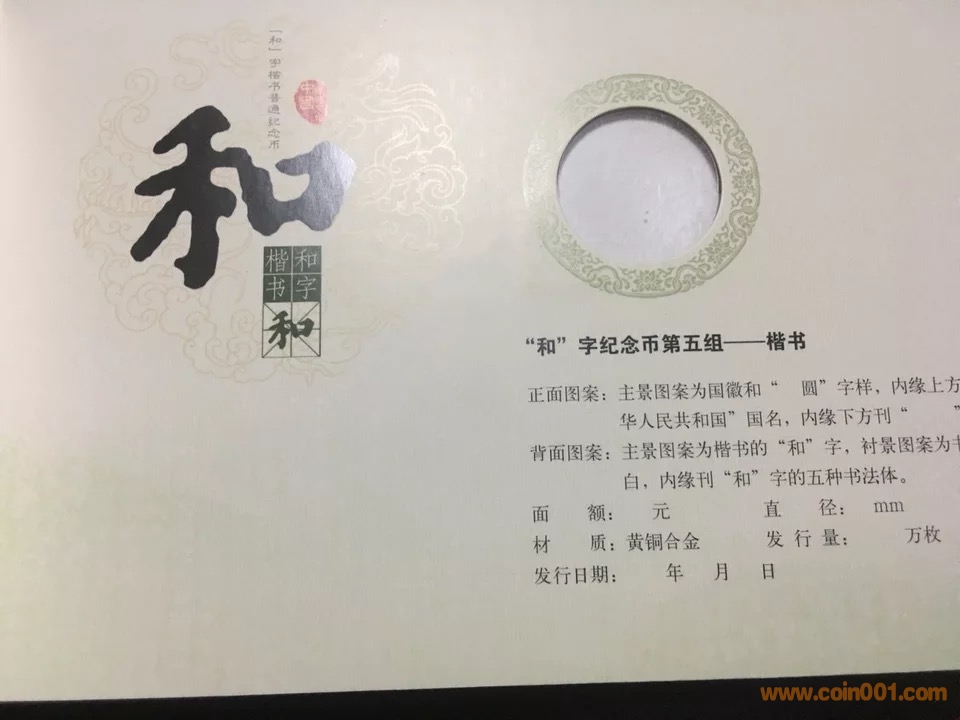 「和」字楷书普通纪念币
和
和字
楷书
和
“和”字纪念币第五组——楷书
正面图案：主景图案为国徽和“　圆”字样，内缘上方
华人民共和国”国名，内缘下方刊“　　”
背面图案：主景图案为楷书的“和”字，衬景图案为书
白，内缘刊“和”字的五种书法体。
面　额：　元　　直　径：　mm
材　质：黄铜合金　　发行量：　　万枚
发行日期：　　年　月　日
www.coin001.com